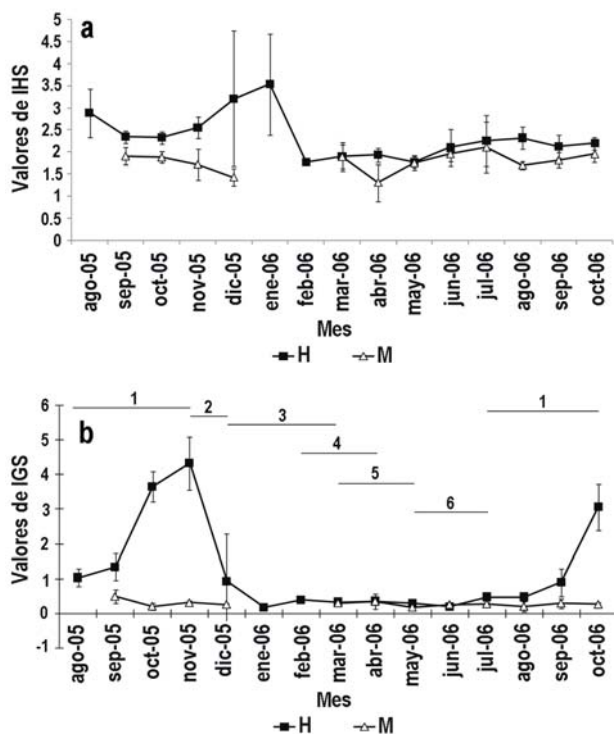 a
Valores de IHS
5
4.5
4
3.5
3
2.5
2
1.5
1
0.5
0
ago-05 sep-05 oct-05 nov-05 dic-05 ene-06 feb-06 mar-06 abr-06 may-06 jun-06 jul-06 ago-06 sep-06 oct-06
Mes
H M
b
Valores de IGS
1 2 3 4 5 6 1
6
5
4
3
2
1
0
-1
ago-05 sep-05 oct-05 nov-05 dic-05 ene-06 feb-06 mar-06 abr-06 may-06 jun-06 jul-06 ago-06 sep-06 oct-06
Mes
H M